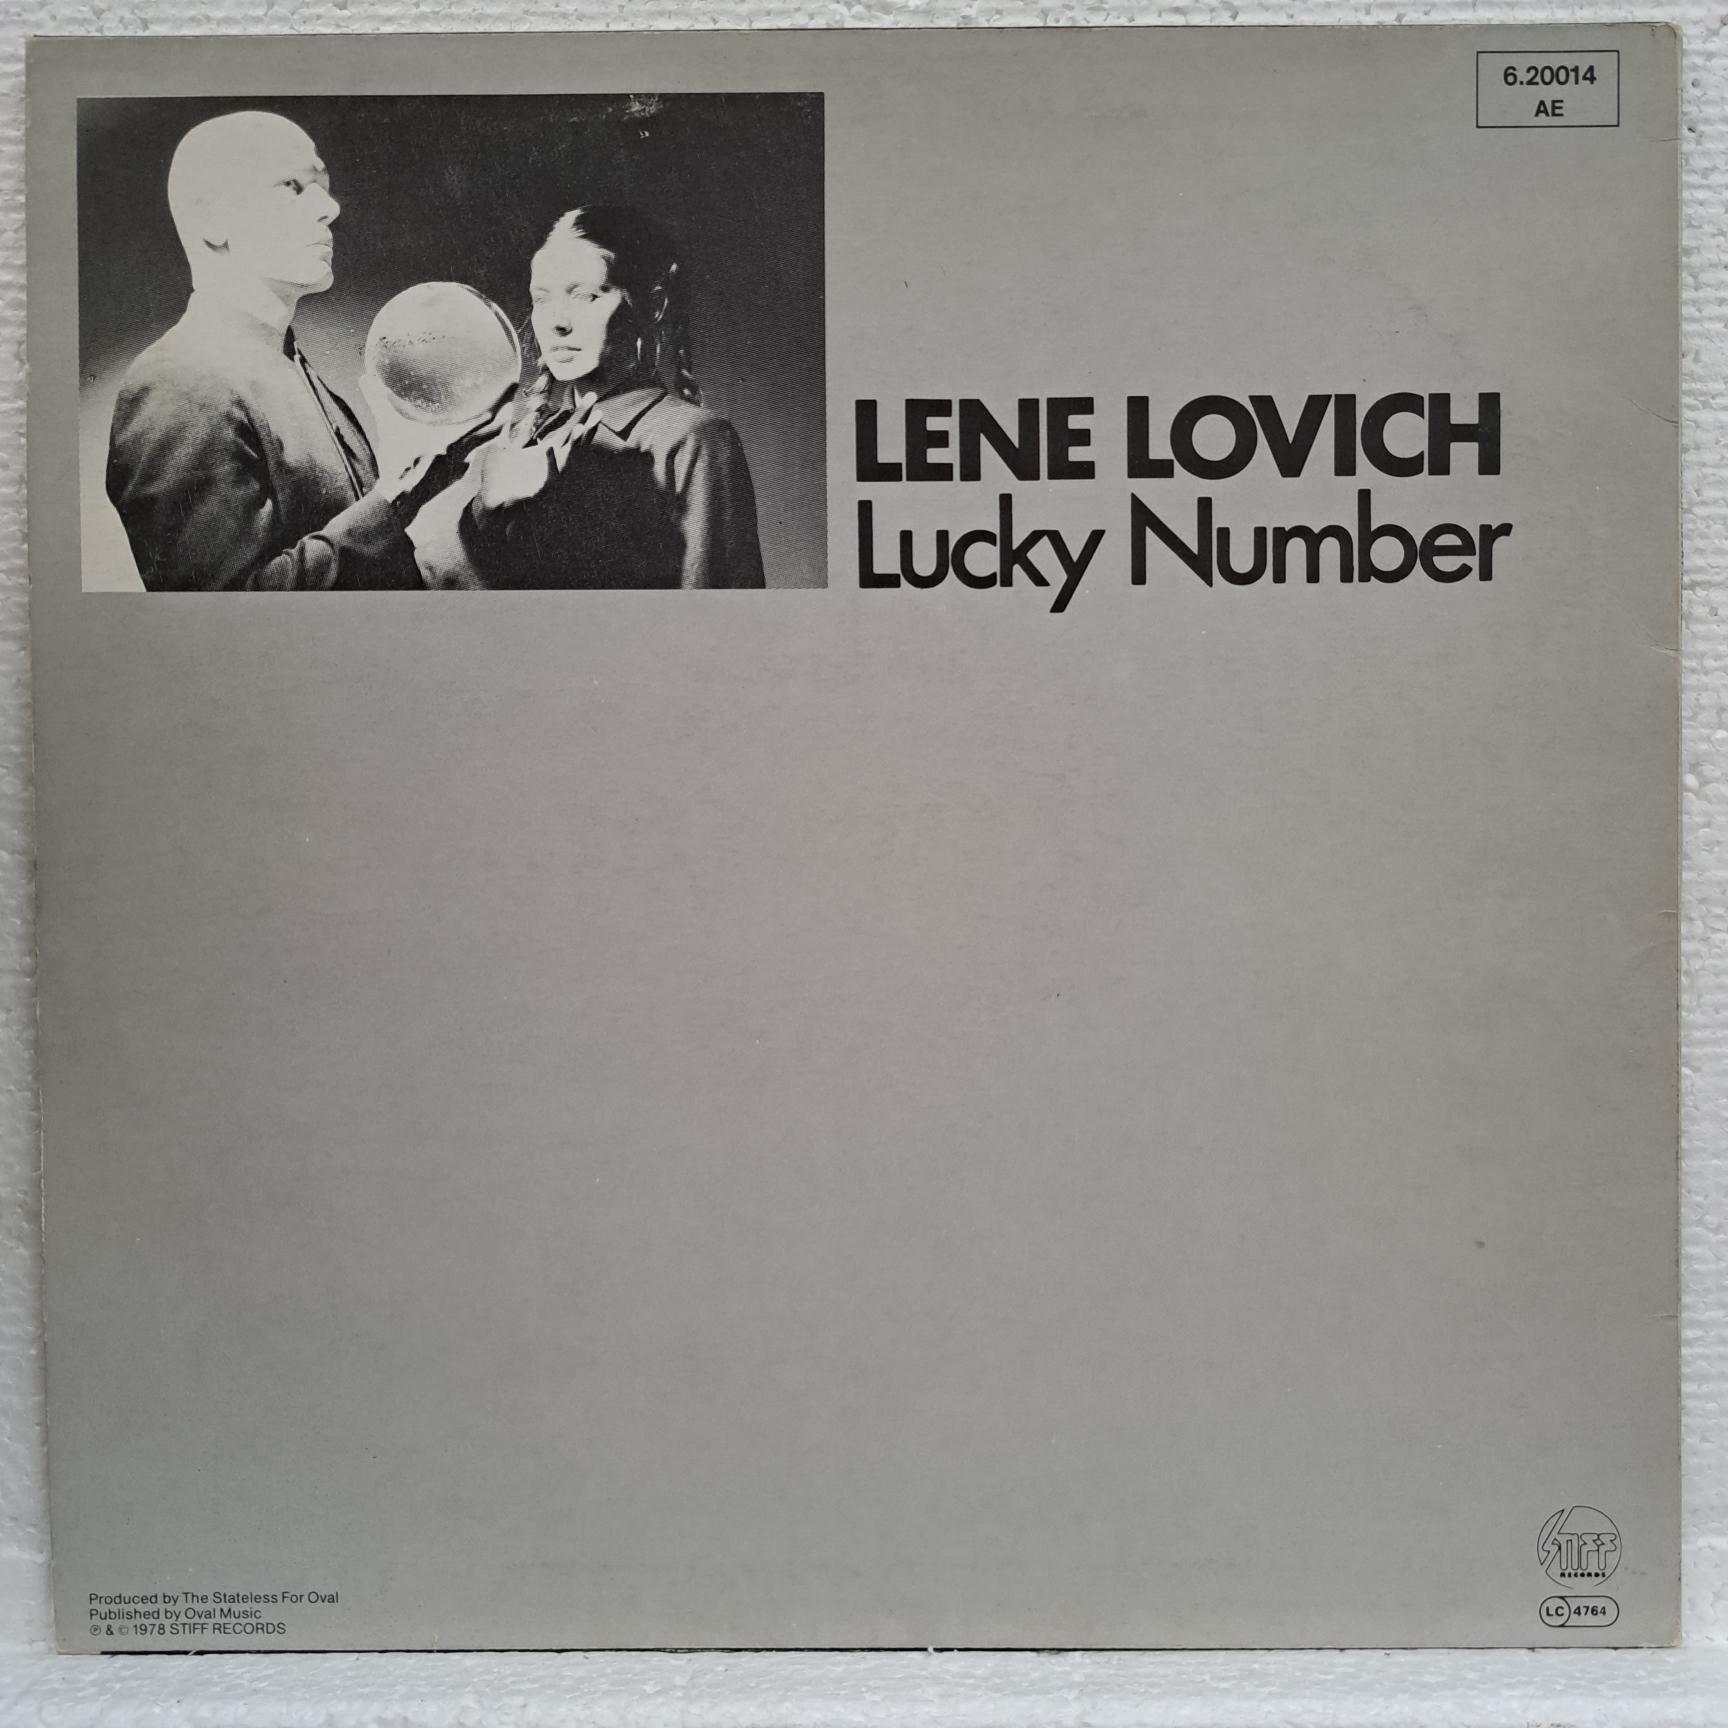 6.20014
AE
LENE LOVICH
Lucky Number
STIFF
RECORDS
LC 4764
Produced by The Stateless For Oval
Published by Oval Music
℗ & © 1978 STIFF RECORDS